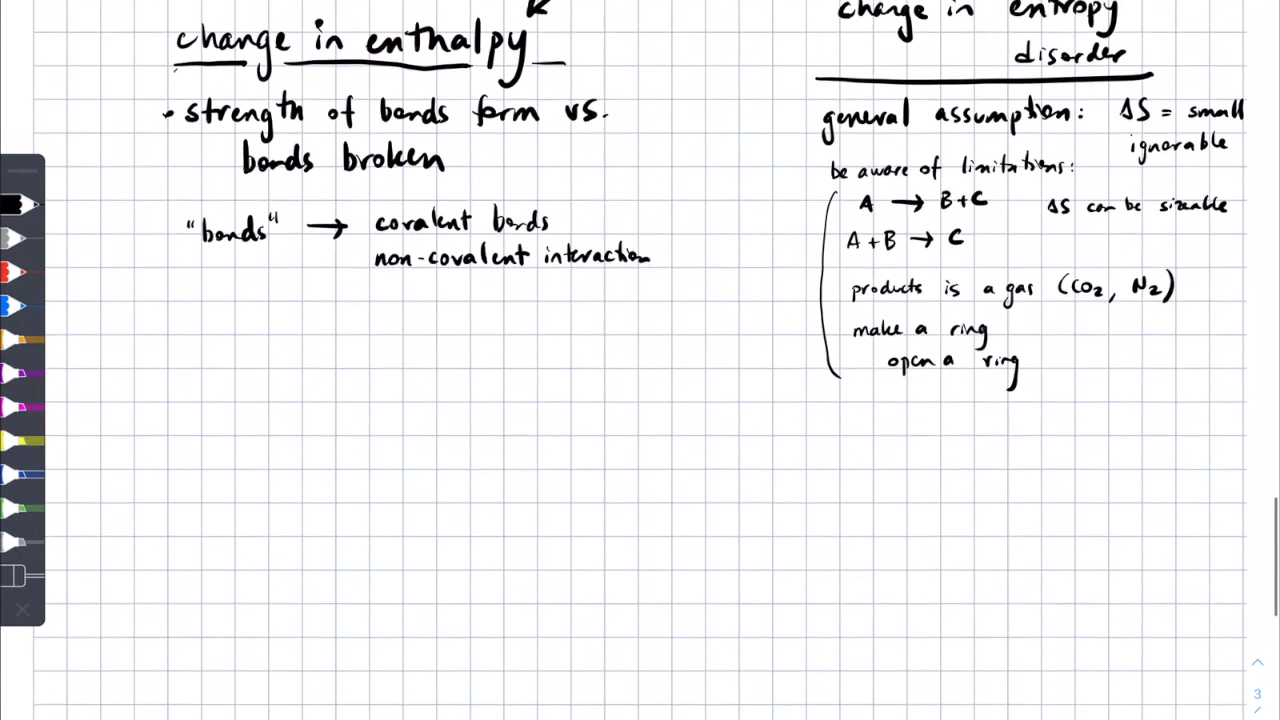 change in enthalpy
• strength of bonds form vs.
bonds broken
"bonds" → covalent bonds
non-covalent interaction
change in entropy
disorder
general assumption: ΔS = small
ignorable
be aware of limitations:
A → B+C ΔS can be sizeable
A + B → C
products is a gas (CO₂, N₂)
make a ring
open a ring
3